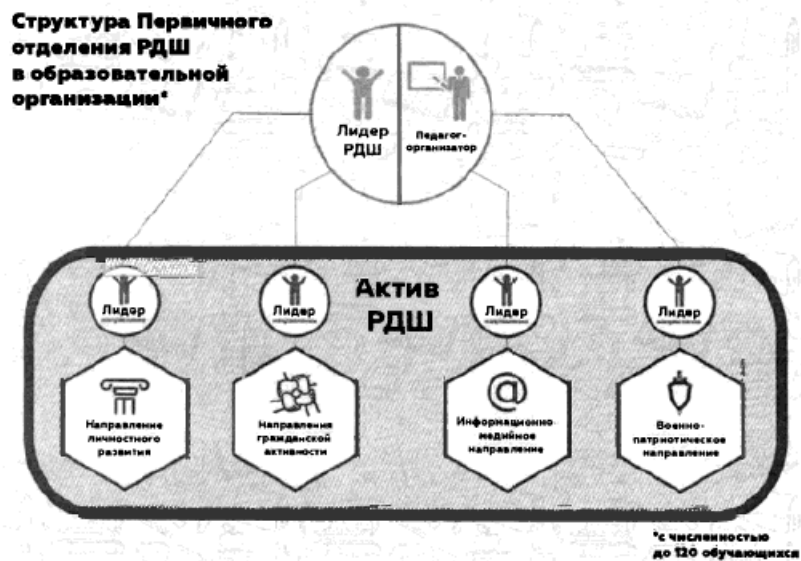 Структура Первичного
отделения РДШ
в образовательной
организации*
Лидер
РДШ
Педагог-
организатор
Актив
РДШ
Лидер
Лидер
Лидер
Лидер
Направление
личностного
развития
Направления
гражданской
активности
Информационно-
медийное
направление
Военно-
патриотическое
направление
*с численностью
до 120 обучающихся